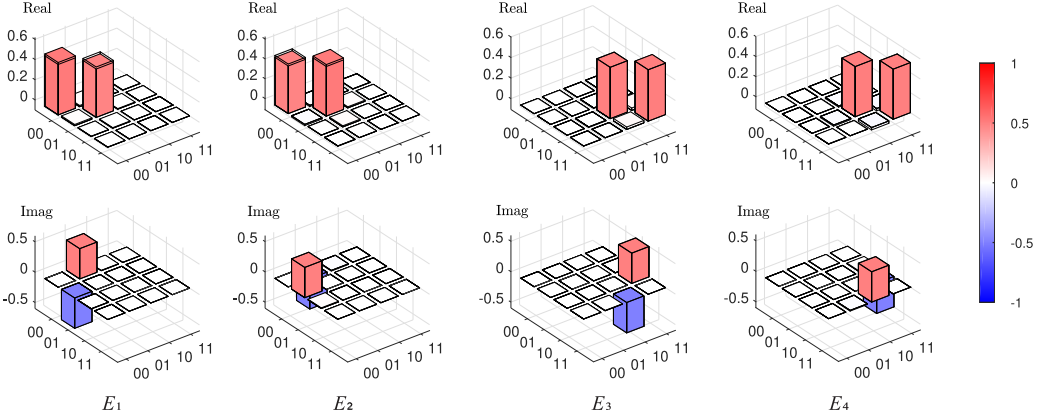 Real Real Real Real
0.6 0.6 0.6 0.6
0.4 0.4 0.4 0.4
0.2 0.2 0.2 0.2
0 0 0 0
00 01 10 11 00 01 10 11
00 01 10 11 00 01 10 11
00 01 10 11 00 01 10 11
00 01 10 11 00 01 10 11
1
0.5
0
-0.5
-1
Imag Imag Imag Imag
0.5 0.5 0.5 0.5
0 0 0 0
-0.5 -0.5 -0.5 -0.5
00 01 10 11 00 01 10 11
00 01 10 11 00 01 10 11
00 01 10 11 00 01 10 11
00 01 10 11 00 01 10 11
E1 E2 E3 E4